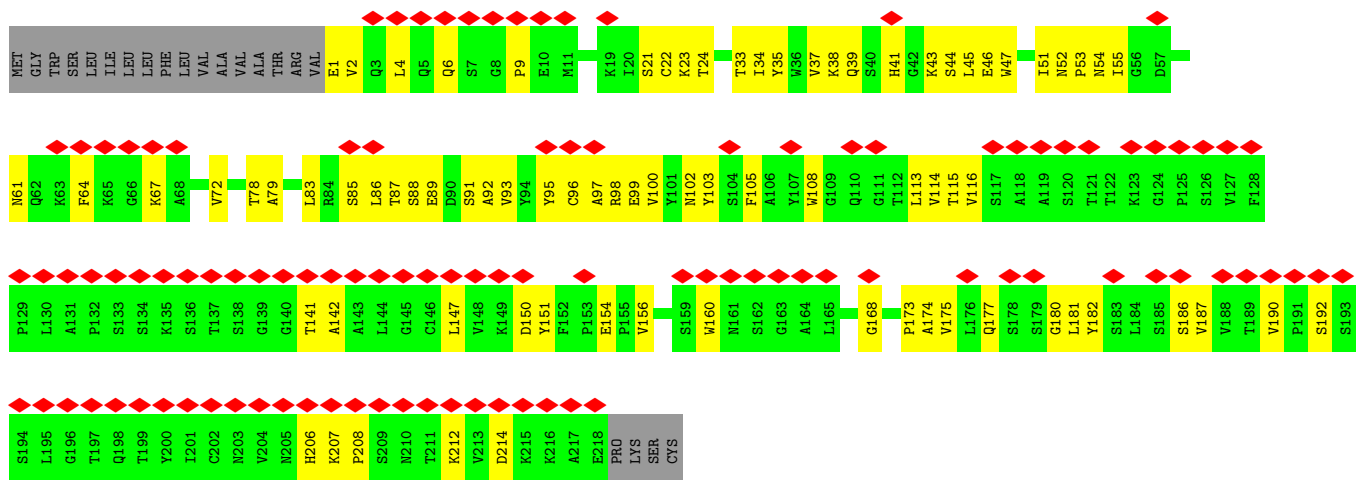 MET GLY TRP SER LEU ILE LEU LEU PHE LEU VAL ALA VAL ALA THR ARG VAL E1 V2 Q3 L4 Q5 Q6 S7 G8 P9 E10 M11 K19 I20 S21 C22 K23 T24 T33 I34 Y35 W36 V37 K38 Q39 S40 H41 G42 K43 S44 L45 E46 W47 I51 N52 P53 N54 I55 G56 D57
N61 Q62 K63 F64 K65 G66 K67 A68 V72 T78 A79 L83 R84 S85 L86 T87 S88 E89 D90 S91 A92 V93 Y94 Y95 C96 A97 R98 E99 V100 Y101 N102 Y103 S104 F105 A106 Y107 W108 G109 Q110 G111 T112 L113 V114 T115 V116 S117 A118 A119 S120 T121 T122 K123 G124 P125 S126 V127 F128
P129 L130 A131 P132 S133 S134 K135 S136 T137 S138 G139 G140 T141 A142 A143 L144 G145 C146 L147 V148 K149 D150 Y151 F152 P153 E154 P155 V156 S159 W160 N161 S162 G163 A164 L165 G168 P173 A174 V175 L176 Q177 S178 S179 G180 L181 Y182 S183 L184 S185 S186 V187 V188 T189 V190 P191 S192 S193
S194 L195 G196 T197 Q198 T199 Y200 I201 C202 N203 V204 N205 H206 K207 P208 S209 N210 T211 K212 V213 D214 K215 K216 A217 E218 PRO LYS SER CYS